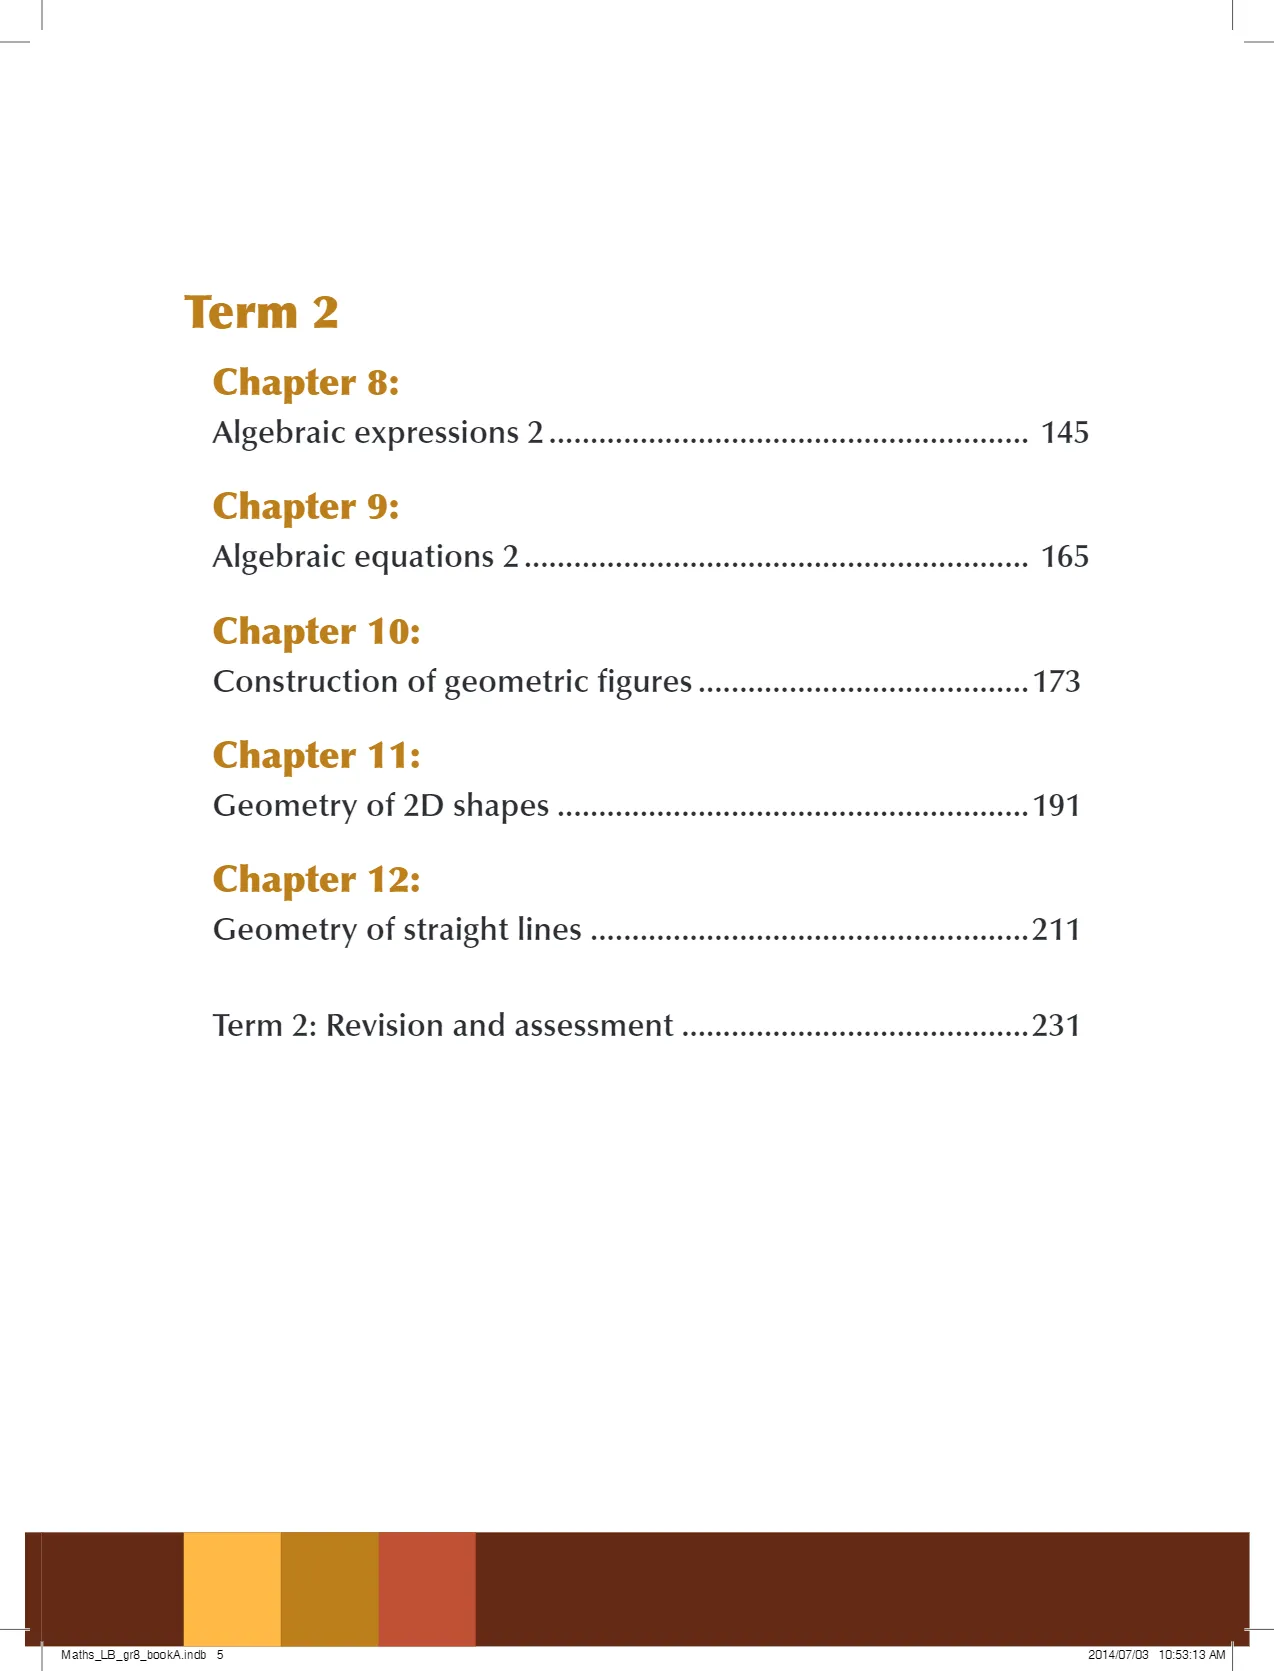 Term 2
Chapter 8:
Algebraic expressions 2.......................................................... 145
Chapter 9:
Algebraic equations 2............................................................. 165
Chapter 10:
Construction of geometric figures ........................................173
Chapter 11:
Geometry of 2D shapes .........................................................191
Chapter 12:
Geometry of straight lines .....................................................211
Term 2: Revision and assessment ..........................................231
Maths_LB_gr8_bookA.indb 5
2014/07/03 10:53:13 AM